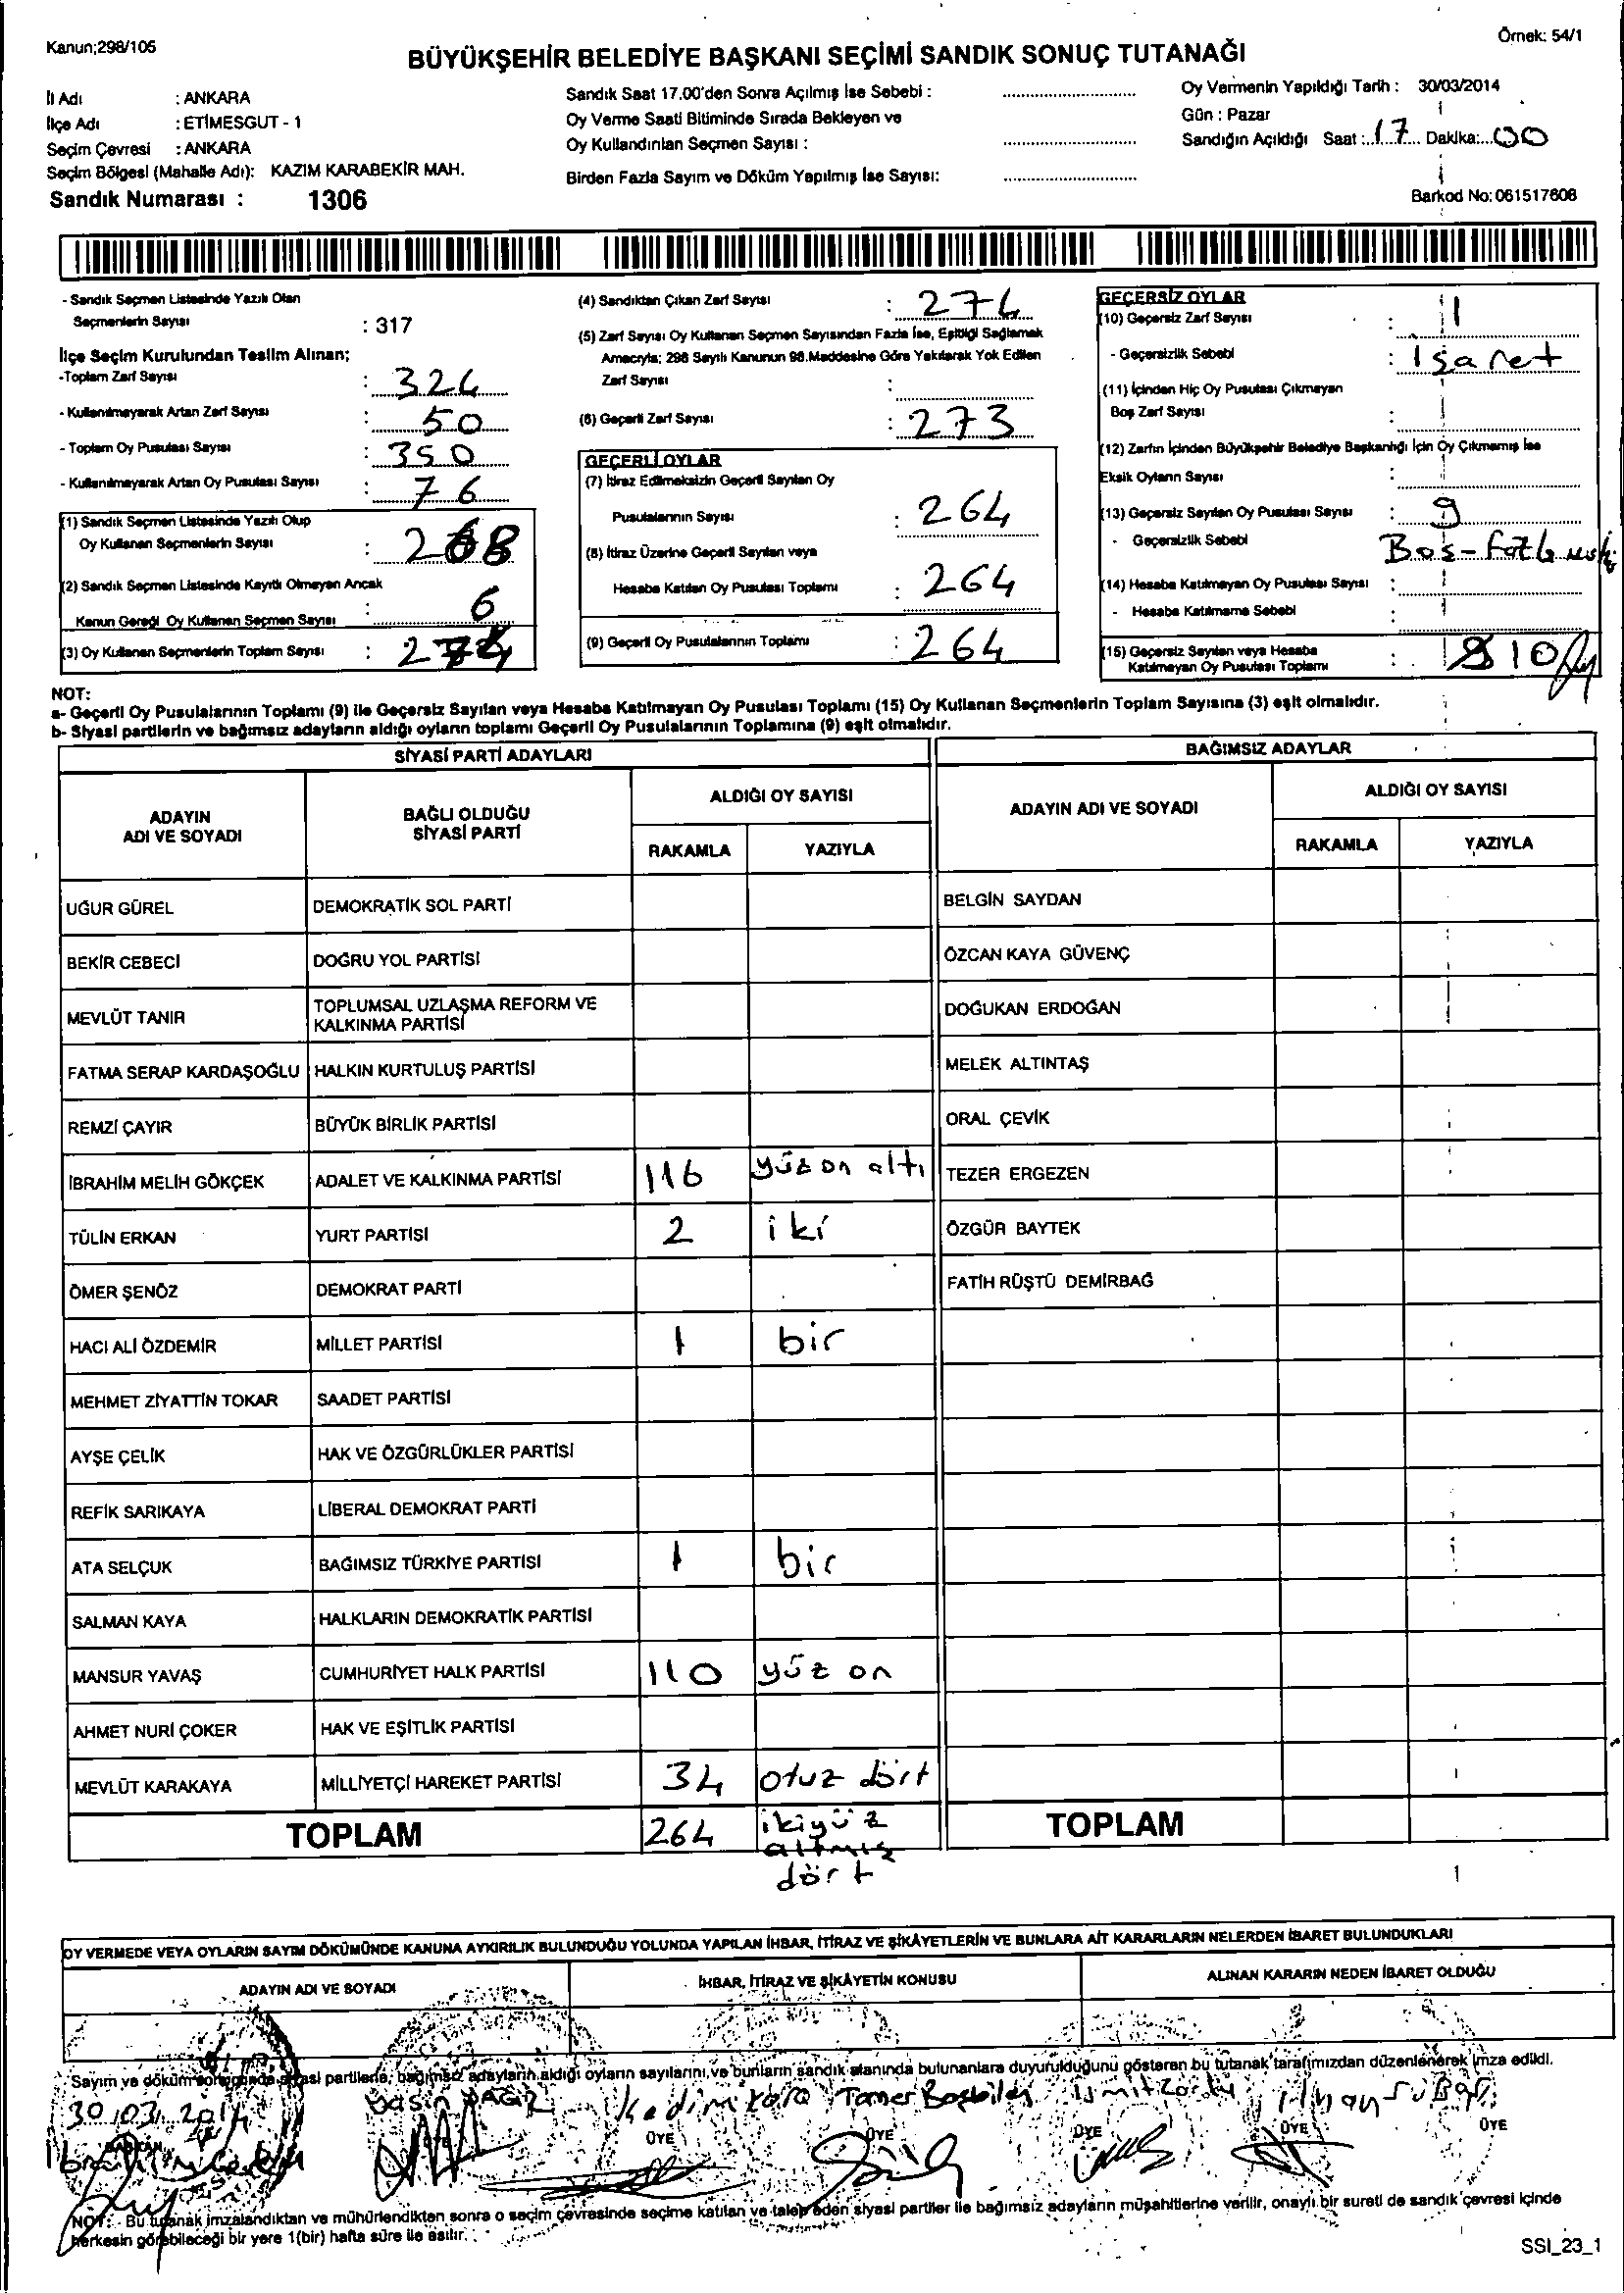 Kanun;298/105
Örnek: 54/1
BÜYÜKŞEHİR BELEDİYE BAŞKANI SEÇİMİ SANDIK SONUÇ TUTANAĞI
İl Adı : ANKARA
İlçe Adı : ETİMESGUT - 1
Seçim Çevresi : ANKARA
Seçim Bölgesi (Mahalle Adı): KAZIM KARABEKİR MAH.
Sandık Numarası : 1306
Sandık Saat 17.00'den Sonra Açılmış İse Sebebi :
Oy Verme Saati Bitiminde Sırada Bekleyen ve
Oy Kullandırılan Seçmen Sayısı :
Birden Fazla Sayım ve Döküm Yapılmış İse Sayısı:
Oy Vermenin Yapıldığı Tarih : 30/03/2014
Gün : Pazar
Sandığın Açıldığı Saat : 17 Dakika: 00
Barkod No: 061517608
- Sandık Seçmen Listesinde Yazılı Olan
Seçmenlerin Sayısı : 317
İlçe Seçim Kurulundan Teslim Alınan;
-Toplam Zarf Sayısı : 324
- Kullanılmayarak Artan Zarf Sayısı : 50
- Toplam Oy Pusulası Sayısı : 350
- Kullanılmayarak Artan Oy Pusulası Sayısı : 76
(1) Sandık Seçmen Listesinde Yazılı Olup
Oy Kullanan Seçmenlerin Sayısı : 268
(2) Sandık Seçmen Listesinde Kayıtlı Olmayan Ancak
Kanun Gereği Oy Kullanan Seçmen Sayısı : 6
(3) Oy Kullanan Seçmenlerin Toplam Sayısı : 274
(4) Sandıktan Çıkan Zarf Sayısı : 274
(5) Zarf Sayısı Oy Kullanan Seçmen Sayısından Fazla İse, Eşitliği Sağlamak
Amacıyla; 298 Sayılı Kanunun 98.Maddesine Göre Yakılarak Yok Edilen
Zarf Sayısı :
(6) Geçerli Zarf Sayısı : 273
GEÇERLİ OYLAR
(7) İtiraz Edilmeksizin Geçerli Sayılan Oy
Pusulalarının Sayısı : 264
(8) İtiraz Üzerine Geçerli Sayılan veya
Hesaba Katılan Oy Pusulası Toplamı : 264
(9) Geçerli Oy Pusulalarının Toplamı : 264
GEÇERSİZ OYLAR
(10) Geçersiz Zarf Sayısı : 1
- Geçersizlik Sebebi : İşaret
(11) İçinden Hiç Oy Pusulası Çıkmayan
Boş Zarf Sayısı :
(12) Zarfın İçinden Büyükşehir Belediye Başkanlığı İçin Oy Çıkmamış İse
Eksik Oyların Sayısı :
(13) Geçersiz Sayılan Oy Pusulası Sayısı : 9
- Geçersizlik Sebebi Boş-
(14) Hesaba Katılmayan Oy Pusulası Sayısı :
- Hesaba Katılmama Sebebi :
(15) Geçersiz Sayılan veya Hesaba
Katılmayan Oy Pusulası Toplamı : 10
NOT:
a- Geçerli Oy Pusulalarının Toplamı (9) ile Geçersiz Sayılan veya Hesaba Katılmayan Oy Pusulası Toplamı (15) Oy Kullanan Seçmenlerin Toplam Sayısına (3) eşit olmalıdır.
b- Siyasi partilerin ve bağımsız adayların aldığı oyların toplamı Geçerli Oy Pusulalarının Toplamına (9) eşit olmalıdır.
SİYASİ PARTİ ADAYLARI
BAĞIMSIZ ADAYLAR
ADAYIN ADI VE SOYADI
BAĞLI OLDUĞU SİYASİ PARTİ
ALDIĞI OY SAYISI
RAKAMLA YAZIYLA
ADAYIN ADI VE SOYADI
ALDIĞI OY SAYISI
RAKAMLA YAZIYLA
UĞUR GÜREL DEMOKRATİK SOL PARTİ BELGİN SAYDAN
BEKİR CEBECİ DOĞRU YOL PARTİSİ ÖZCAN KAYA GÜVENÇ
MEVLÜT TANIR TOPLUMSAL UZLAŞMA REFORM VE KALKINMA PARTİSİ DOĞUKAN ERDOĞAN
FATMA SERAP KARDAŞOĞLU HALKIN KURTULUŞ PARTİSİ MELEK ALTINTAŞ
REMZİ ÇAYIR BÜYÜK BİRLİK PARTİSİ ORAL ÇEVİK
İBRAHİM MELİH GÖKÇEK ADALET VE KALKINMA PARTİSİ 116 yüz on altı TEZER ERGEZEN
TÜLİN ERKAN YURT PARTİSİ 2 iki ÖZGÜR BAYTEK
ÖMER ŞENÖZ DEMOKRAT PARTİ FATİH RÜŞTÜ DEMİRBAĞ
HACI ALİ ÖZDEMİR MİLLET PARTİSİ 1 bir
MEHMET ZİYATTİN TOKAR SAADET PARTİSİ
AYŞE ÇELİK HAK VE ÖZGÜRLÜKLER PARTİSİ
REFİK SARIKAYA LİBERAL DEMOKRAT PARTİ
ATA SELÇUK BAĞIMSIZ TÜRKİYE PARTİSİ 1 bir
SALMAN KAYA HALKLARIN DEMOKRATİK PARTİSİ
MANSUR YAVAŞ CUMHURİYET HALK PARTİSİ 110 yüz on
AHMET NURİ ÇOKER HAK VE EŞİTLİK PARTİSİ
MEVLÜT KARAKAYA MİLLİYETÇİ HAREKET PARTİSİ 34 otuz dört
TOPLAM 264 ikiyüz altmış dört TOPLAM
OY VERMEDE VEYA OYLARIN SAYIM DÖKÜMÜNDE KANUNA AYKIRILIK BULUNDUĞU YOLUNDA YAPILAN İHBAR, İTİRAZ VE ŞİKÂYETLERİN VE BUNLARA AİT KARARLARIN NELERDEN İBARET BULUNDUKLARI
ADAYIN ADI VE SOYADI İHBAR, İTİRAZ VE ŞİKÂYETİN KONUSU ALINAN KARARIN NEDEN İBARET OLDUĞU
Sayım ve döküm sonucunda siyasi partilerle, bağımsız adayların aldığı oyların sayılarını, ve bunların sandık alanında bulunanlara duyurulduğunu gösteren bu tutanak tarafımızdan düzenlenerek imza edildi.
30.03.2014 Kadim Kara Tamer
BAŞKAN ÜYE ÜYE ÜYE ÜYE ÜYE ÜYE
NOT: - Bu tutanak imzalandıktan ve mühürlendikten sonra o seçim çevresinde seçime katılan ve talep eden siyasi partiler ile bağımsız adayların müşahitlerine verilir, onaylı bir sureti de sandık çevresi içinde
herkesin görebileceği bir yere 1(bir) hafta süre ile asılır.
SSI_23_1